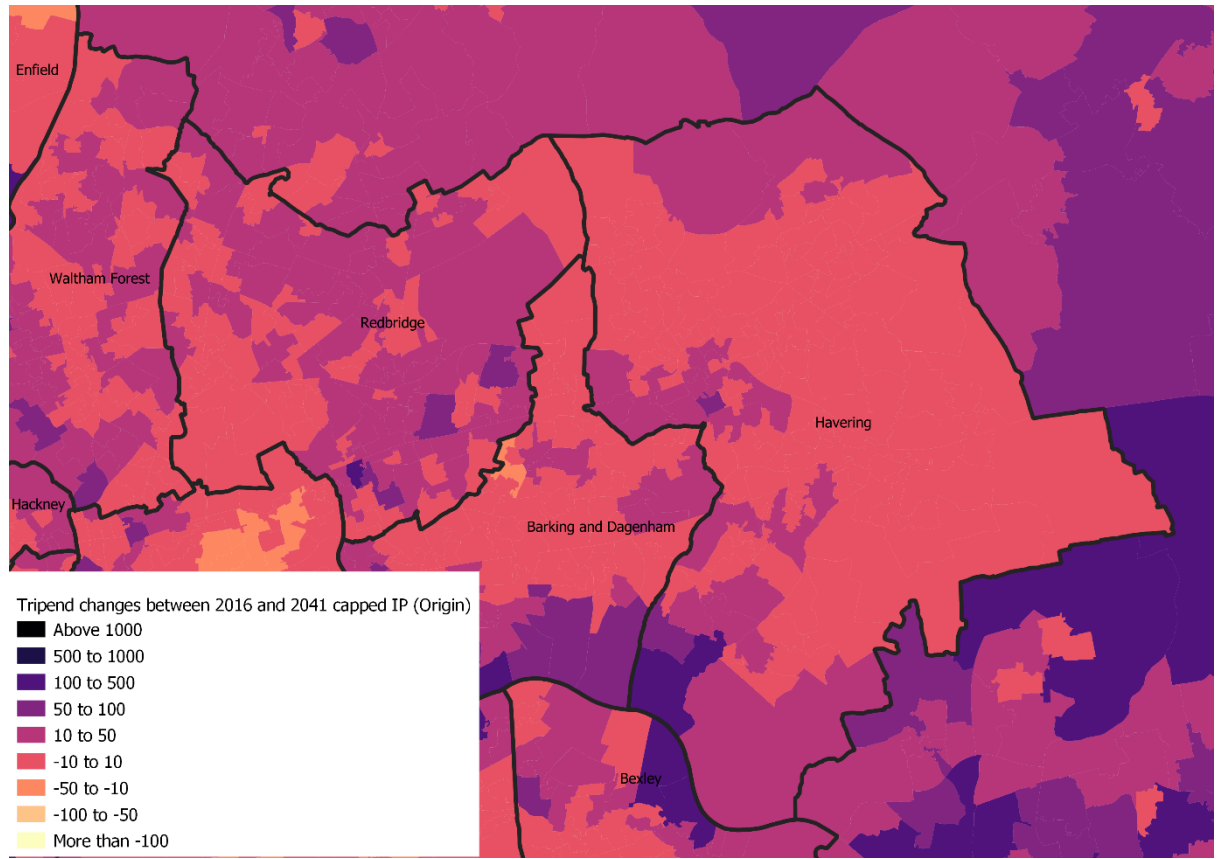 Enfield
Waltham Forest
Redbridge
Havering
Hackney
Barking and Dagenham
Bexley
Tripend changes between 2016 and 2041 capped IP (Origin)
Above 1000
500 to 1000
100 to 500
50 to 100
10 to 50
-10 to 10
-50 to -10
-100 to -50
More than -100